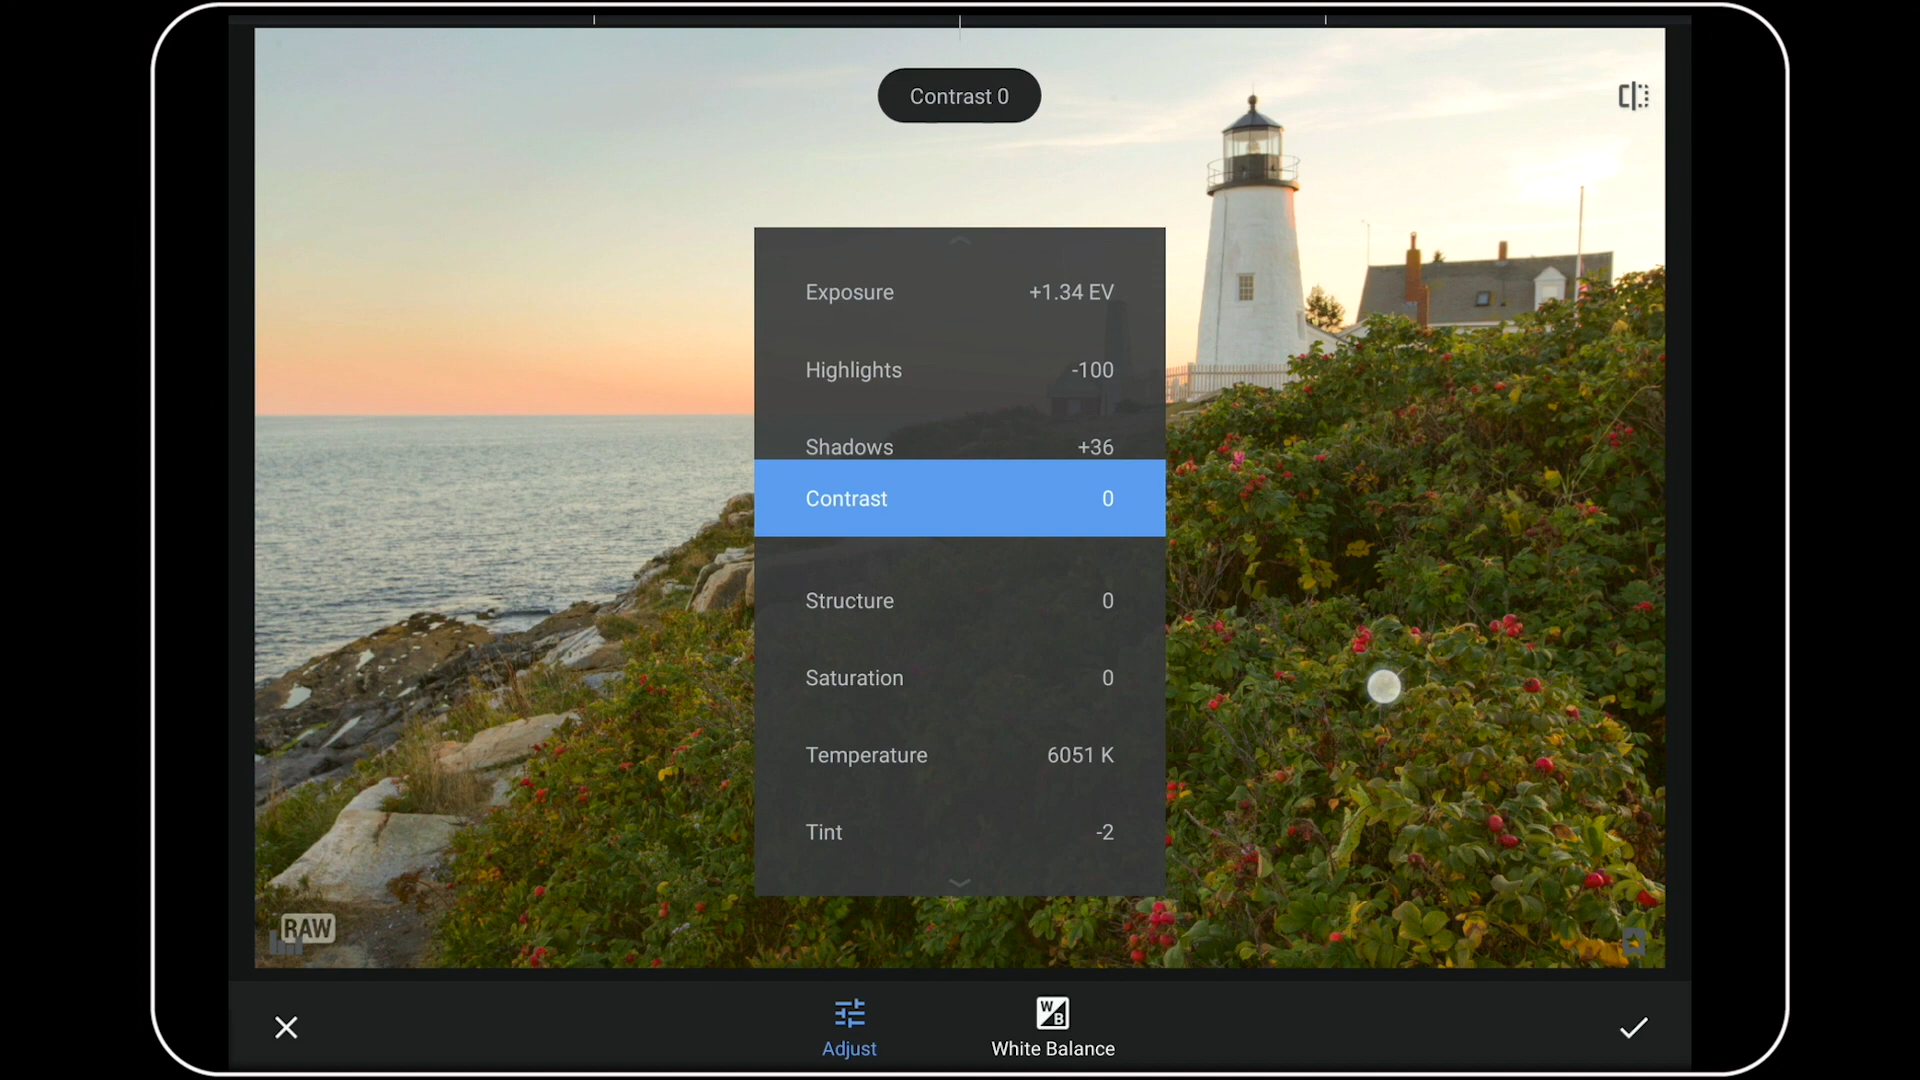 Contrast 0
Exposure +1.34 EV
Highlights -100
Shadows +36
Contrast 0
Structure 0
Saturation 0
Temperature 6051 K
Tint -2
RAW
WB
Adjust
White Balance